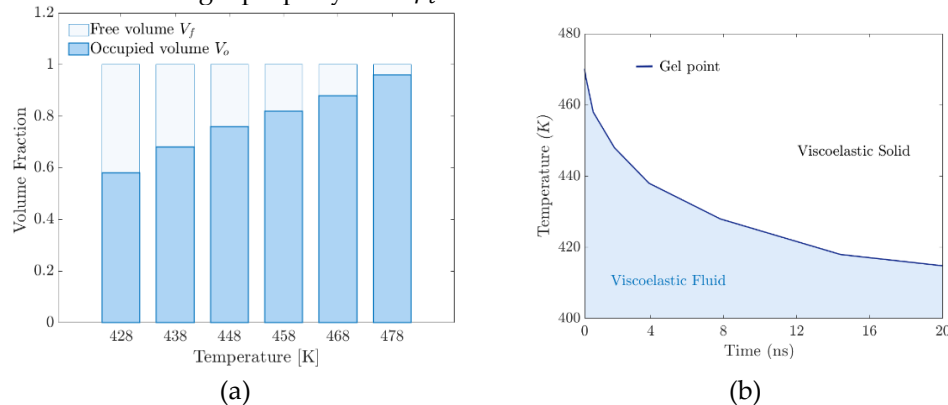 1.2
Free volume V_f
Occupied volume V_o
1
0.8
0.6
0.4
0.2
0
Volume Fraction
428 438 448 458 468 478
Temperature [K]
(a)
480
460
440
420
400
Temperature (K)
Gel point
Viscoelastic Solid
Viscoelastic Fluid
0 4 8 12 16 20
Time (ns)
(b)